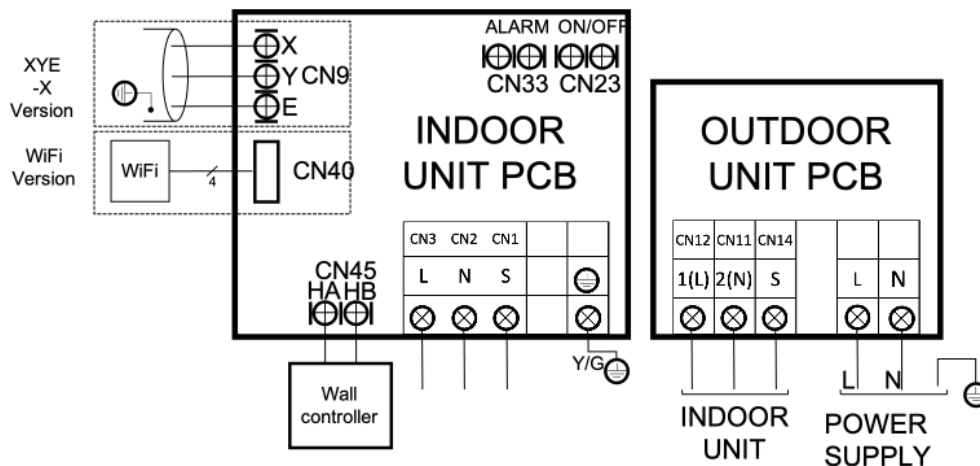 XYE
-X
Version
X
Y CN9
E
ALARM ON/OFF
CN33 CN23
WiFi
Version
WiFi
4
CN40
INDOOR
UNIT PCB
CN3 CN2 CN1
L N S
CN45
HA HB
Y/G
Wall
controller
OUTDOOR
UNIT PCB
CN12 CN11 CN14
1(L) 2(N) S L N
L N
INDOOR
UNIT
POWER
SUPPLY